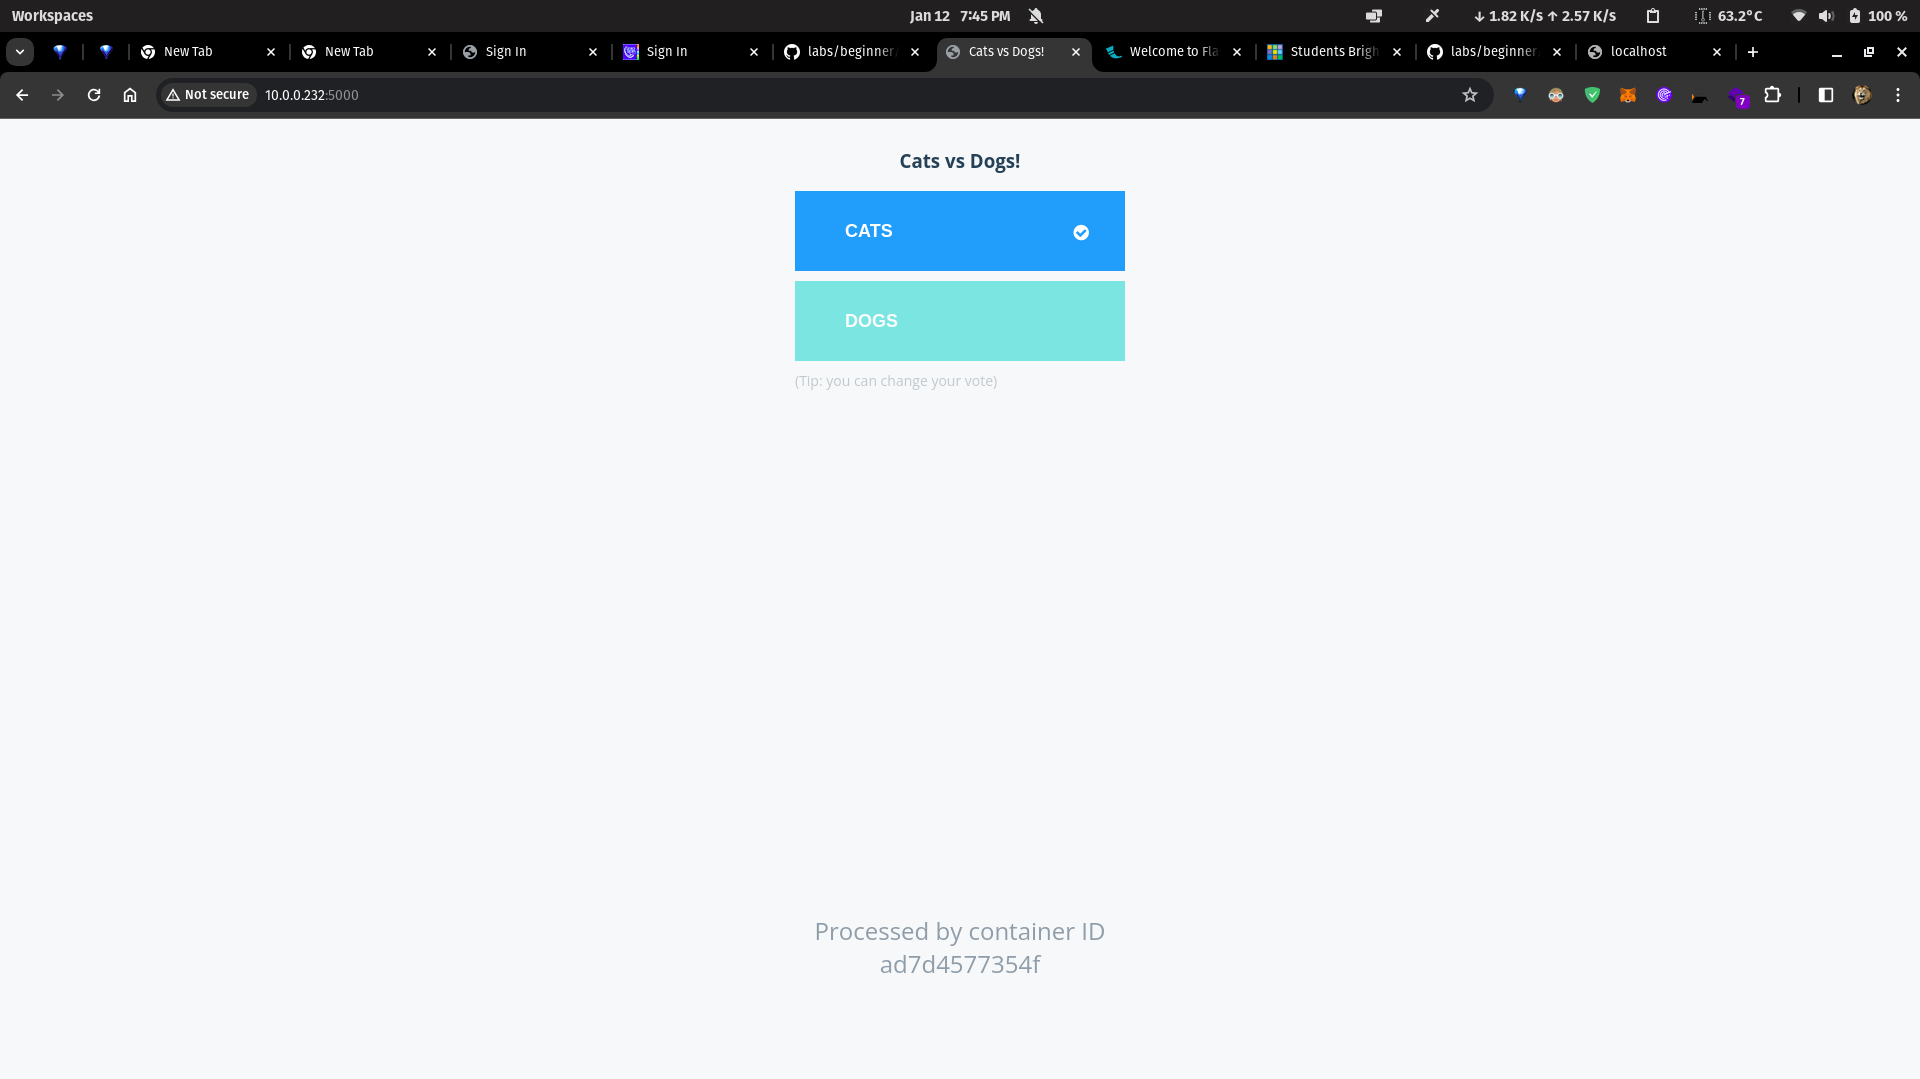 Workspaces
Jan 12 7:45 PM
↓ 1.82 K/s ↑ 2.57 K/s
63.2°C
100 %
New Tab
New Tab
Sign In
Sign In
labs/beginner
Cats vs Dogs!
Welcome to Fla
Students Brigh
labs/beginner
localhost
Not secure
10.0.0.232:5000
7
Cats vs Dogs!
CATS
DOGS
(Tip: you can change your vote)
Processed by container ID
ad7d4577354f